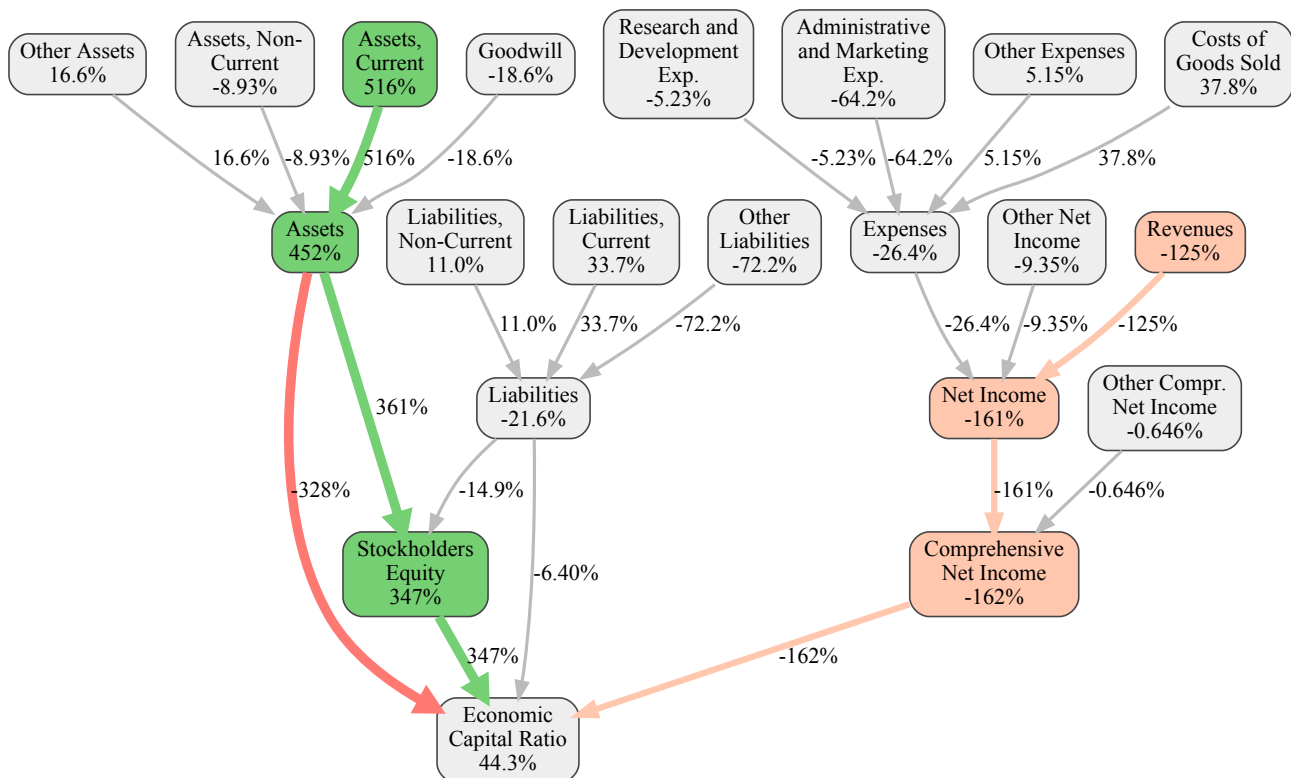 Other Assets
16.6%
Assets, Non-
Current
-8.93%
Assets,
Current
516%
Goodwill
-18.6%
Research and
Development
Exp.
-5.23%
Administrative
and Marketing
Exp.
-64.2%
Other Expenses
5.15%
Costs of
Goods Sold
37.8%
16.6%
-8.93%
516%
-18.6%
-5.23%
-64.2%
5.15%
37.8%
Assets
452%
Liabilities,
Non-Current
11.0%
Liabilities,
Current
33.7%
Other
Liabilities
-72.2%
Expenses
-26.4%
Other Net
Income
-9.35%
Revenues
-125%
11.0%
33.7%
-72.2%
-26.4%
-9.35%
-125%
361%
Liabilities
-21.6%
Net Income
-161%
Other Compr.
Net Income
-0.646%
-328%
-14.9%
-161%
-0.646%
Stockholders
Equity
347%
-6.40%
Comprehensive
Net Income
-162%
347%
-162%
Economic
Capital Ratio
44.3%